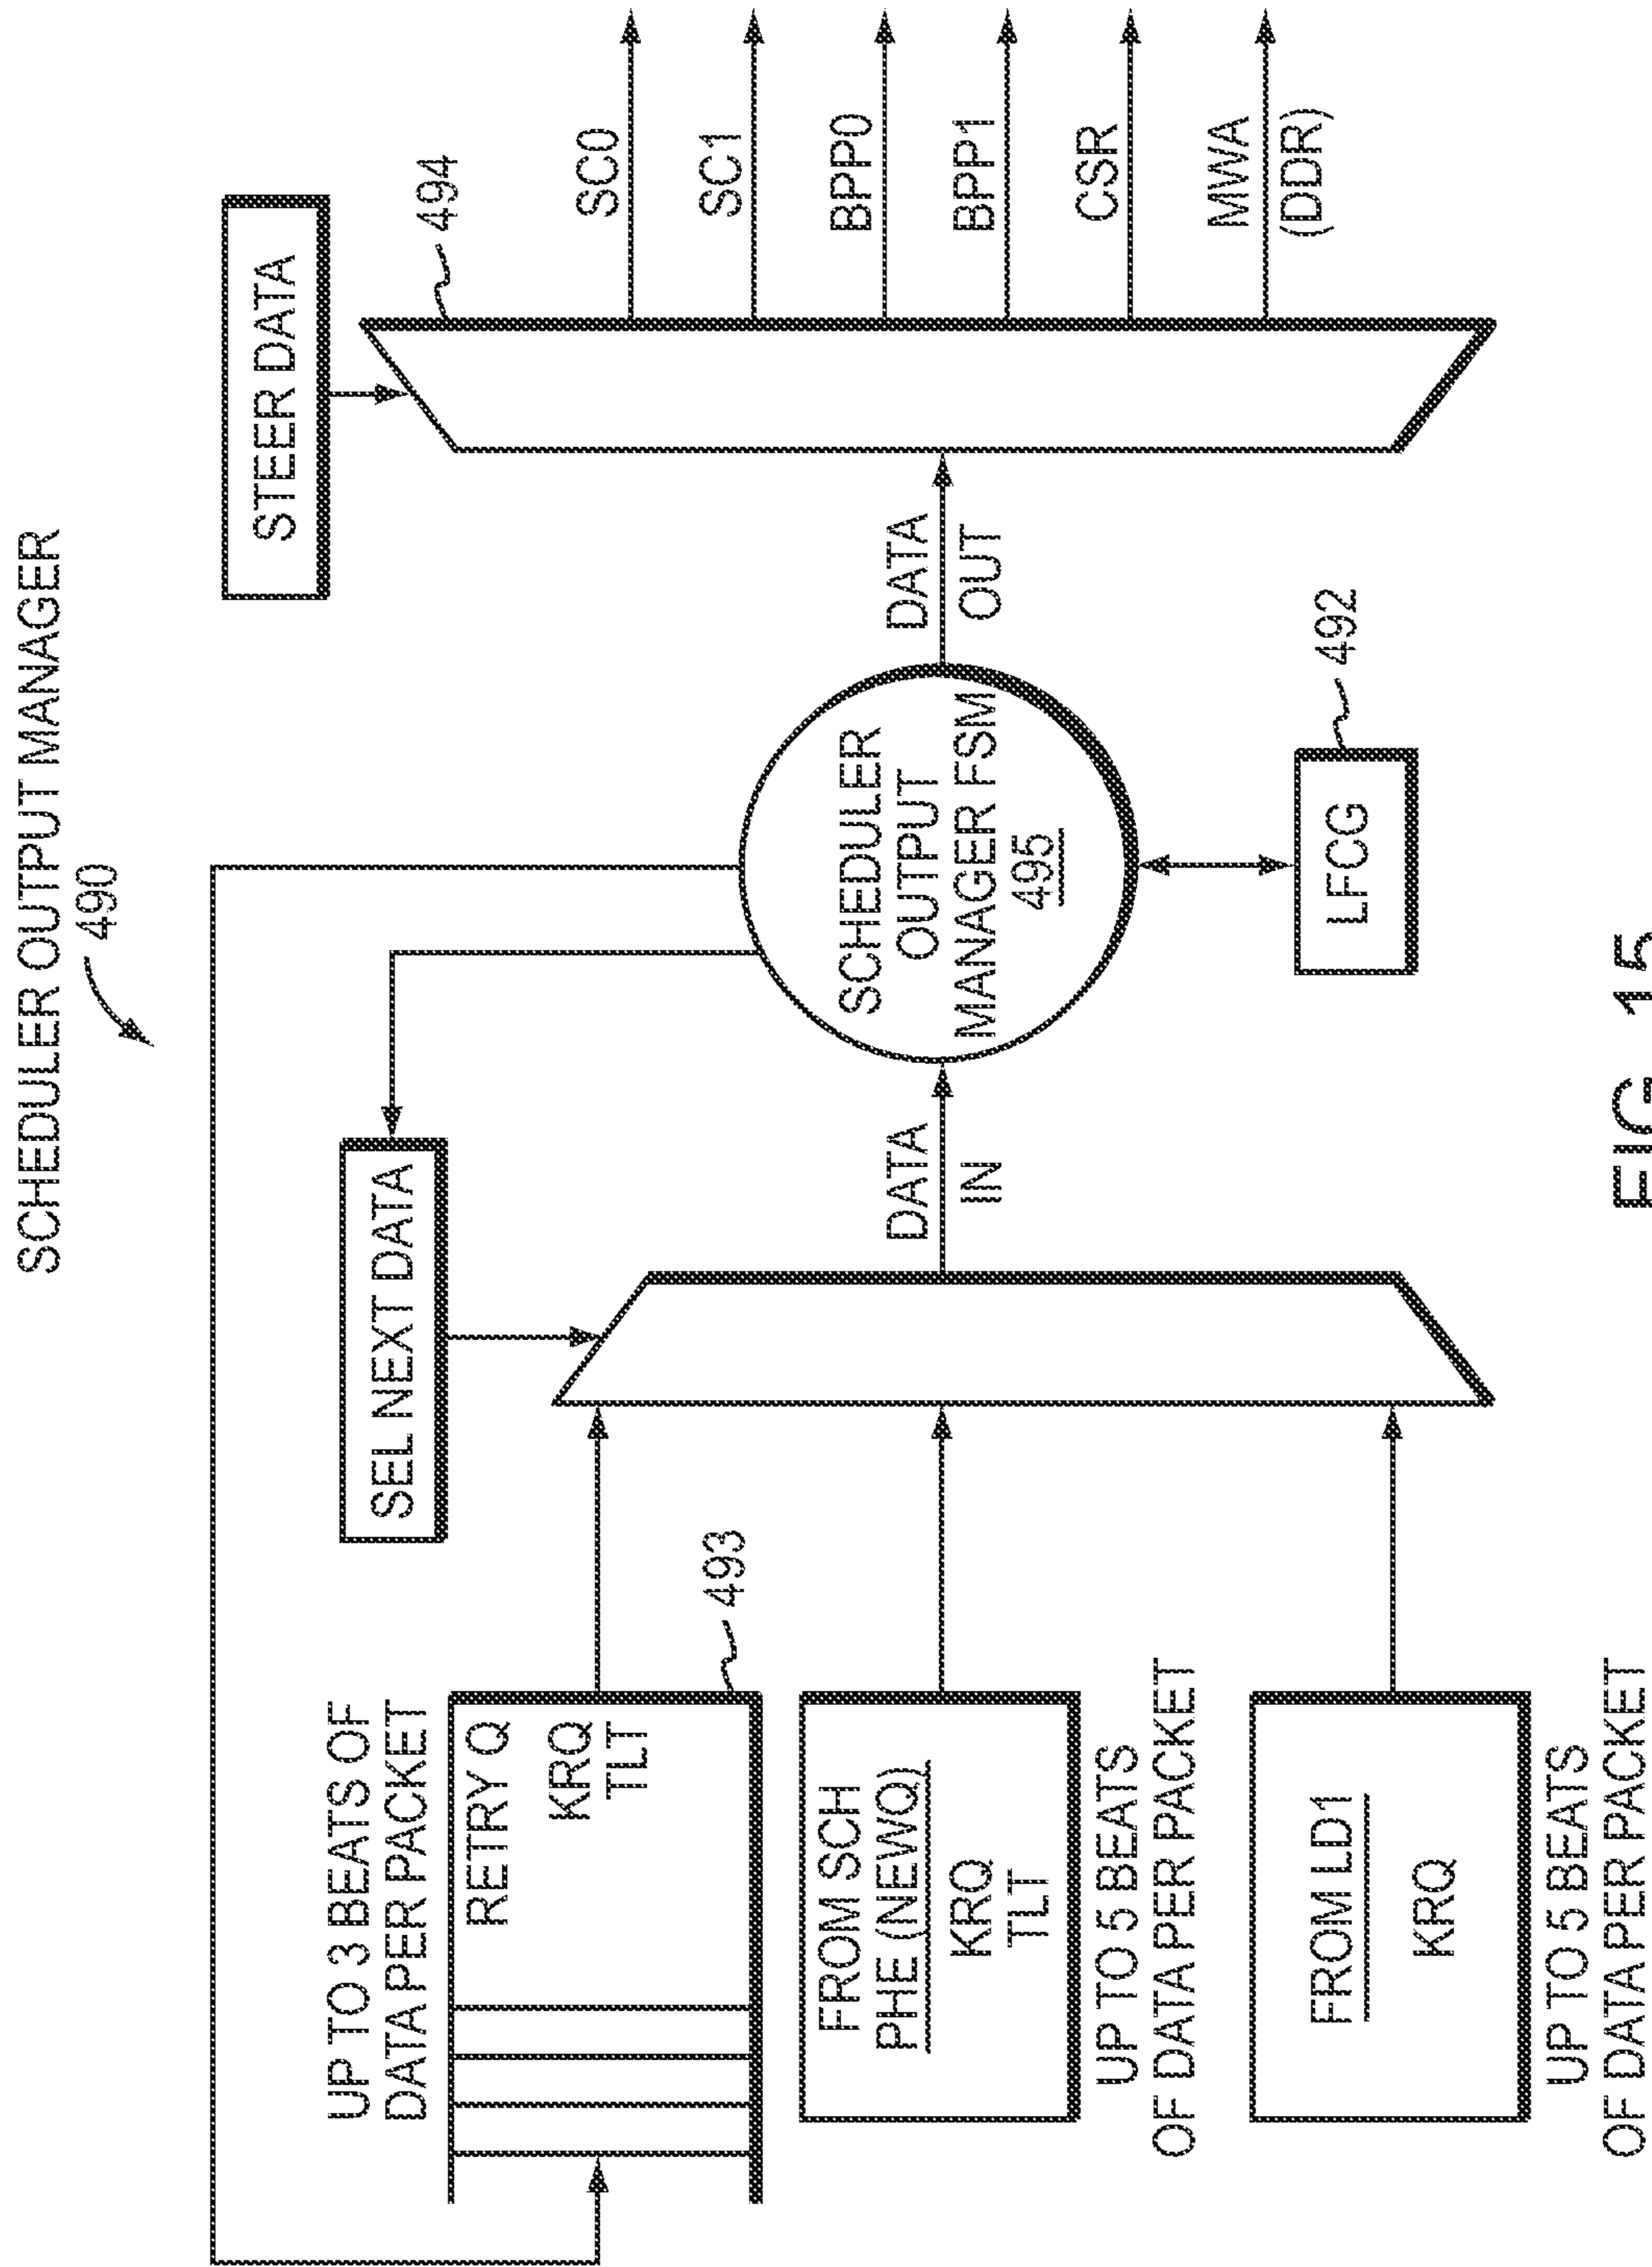 SCHEDULER OUTPUT MANAGER
490
UP TO 3 BEATS OF
DATA PER PACKET
RETRY Q
KRQ
TLT
493
FROM SCH
PHE (NEWQ)
KRQ
TLT
UP TO 5 BEATS
OF DATA PER PACKET
FROM LD1
KRQ
UP TO 5 BEATS
OF DATA PER PACKET
SEL NEXT DATA
DATA
IN
SCHEDULER
OUTPUT
MANAGER FSM
495
LFCG
492
DATA
OUT
STEER DATA
494
SC0
SC1
BPP0
BPP1
CSR
MWA
(DDR)
FIG. 15